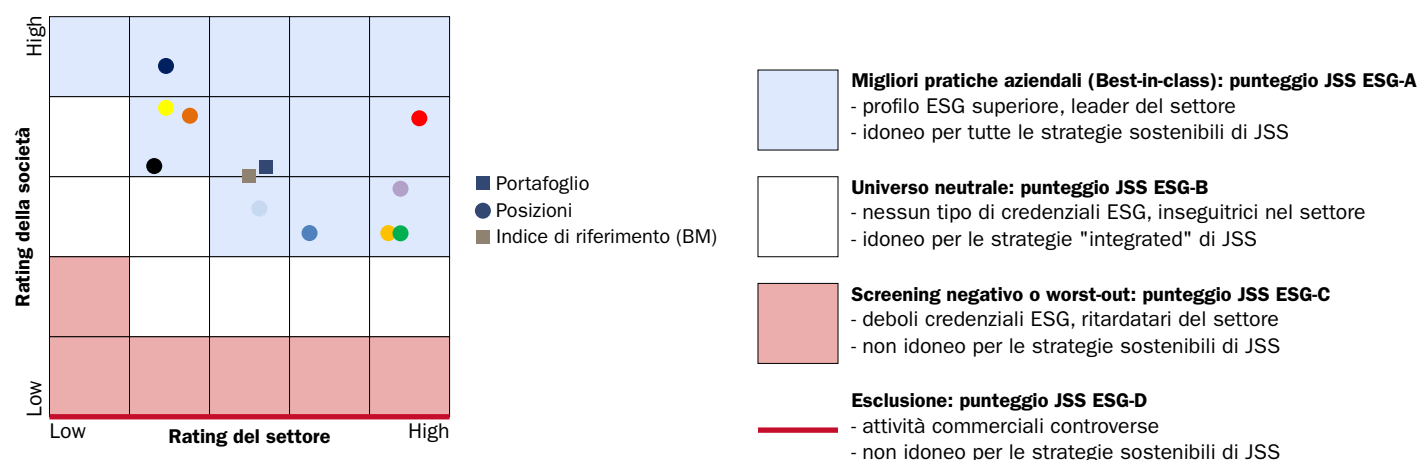 High
Rating della società
Low
Low
Rating del settore
High
Portafoglio
Posizioni
Indice di riferimento (BM)
Migliori pratiche aziendali (Best-in-class): punteggio JSS ESG-A
- profilo ESG superiore, leader del settore
- idoneo per tutte le strategie sostenibili di JSS
Universo neutrale: punteggio JSS ESG-B
- nessun tipo di credenziali ESG, inseguitrici nel settore
- idoneo per le strategie "integrated" di JSS
Screening negativo o worst-out: punteggio JSS ESG-C
- deboli credenziali ESG, ritardatari del settore
- non idoneo per le strategie sostenibili di JSS
Esclusione: punteggio JSS ESG-D
- attività commerciali controverse
- non idoneo per le strategie sostenibili di JSS